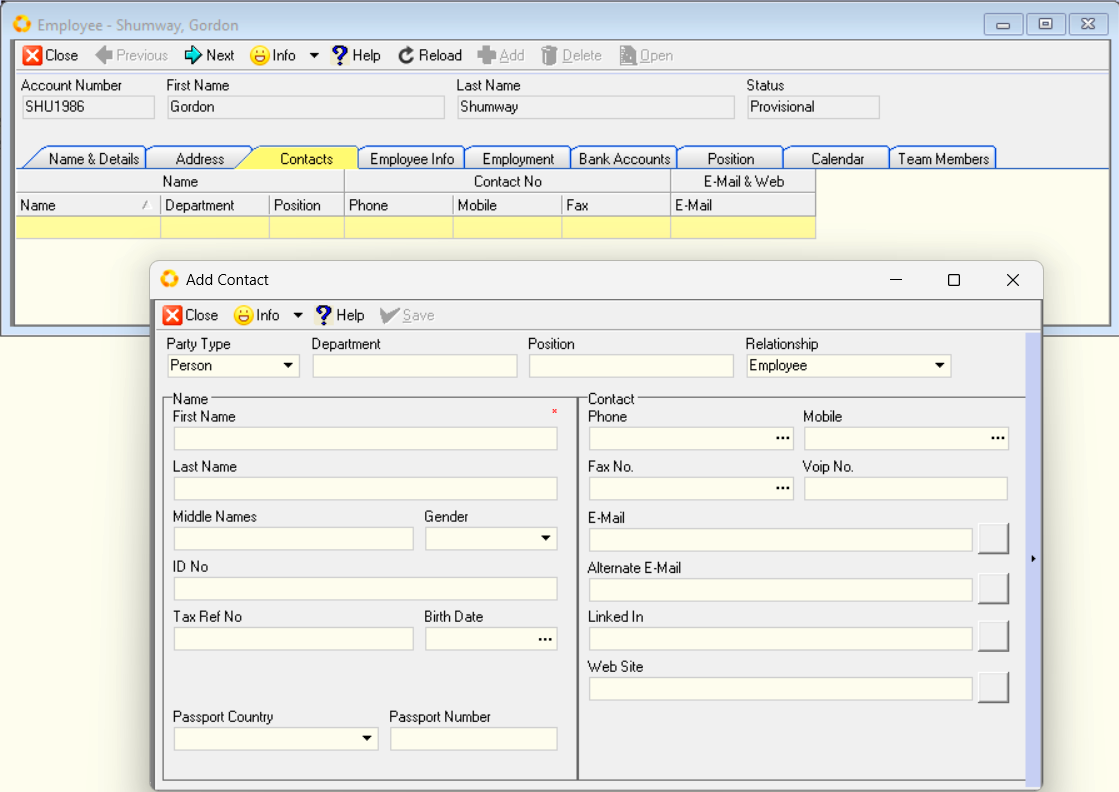 Employee - Shumway, Gordon
Close Previous Next Info Help Reload Add Delete Open
Account Number First Name Last Name Status
SHU1986 Gordon Shumway Provisional
Name & Details Address Contacts Employee Info Employment Bank Accounts Position Calendar Team Members
Name Contact No E-Mail & Web
Name Department Position Phone Mobile Fax E-Mail
Add Contact
Close Info Help Save
Party Type Department Position Relationship
Person Employee
Name Contact
First Name * Phone Mobile
... ...
Last Name Fax No. Voip No.
...
Middle Names Gender E-Mail
ID No Alternate E-Mail
Tax Ref No Birth Date Linked In
...
Web Site
Passport Country Passport Number